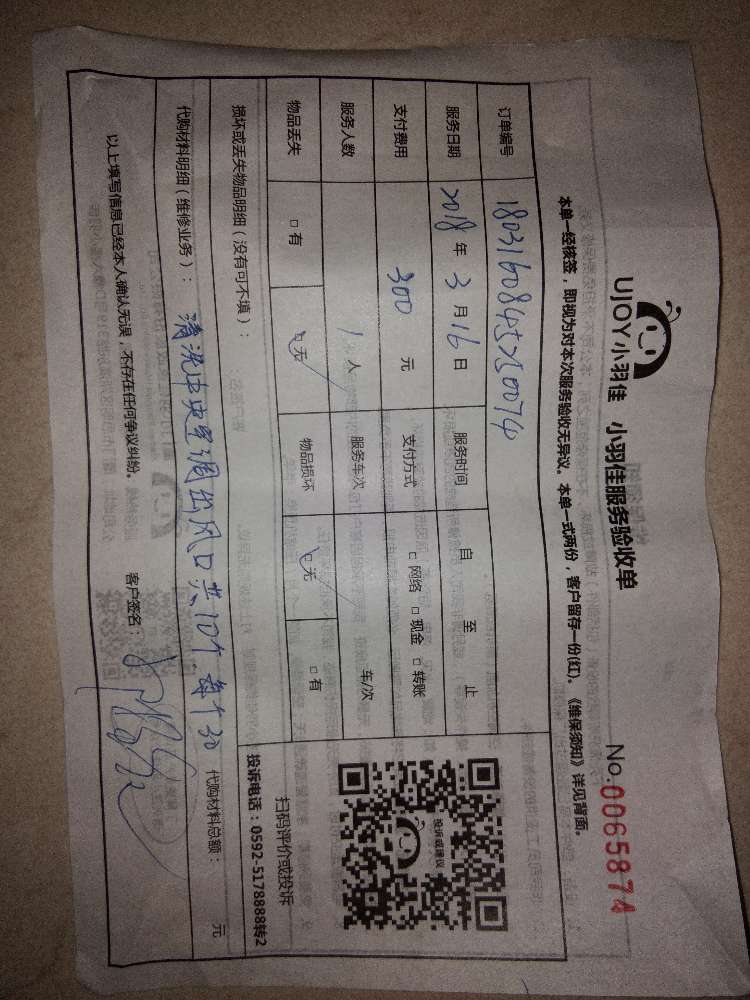 UJOY小羽佳 小羽佳服务验收单
No.0065874
本单一经核签，即视为对本次服务验收无异议。本单一式两份，客户留存一份(红)。《维保须知》详见背面。
订单编号 1803160845250074
服务日期 2018 年 3 月 16 日 服务时间 自 至 止
支付费用 300 元 支付方式 □ 网络 □ 现金 □ 转账
服务人数 1 人 服务车次 车/次
物品丢失 □ 有 □ 无 ✓ 物品损坏 □ 无 ✓ □ 有
投诉或建议
扫码评价或投诉
投诉电话：0592-5178888转2
损坏或丢失物品明细（没有可不填）：
代购材料明细（维修业务）： 清洗中央空调出风口共10个，每个30 代购材料总额： 元
以上填写信息已经本人确认无误，不存在任何争议纠纷。 客户签名：